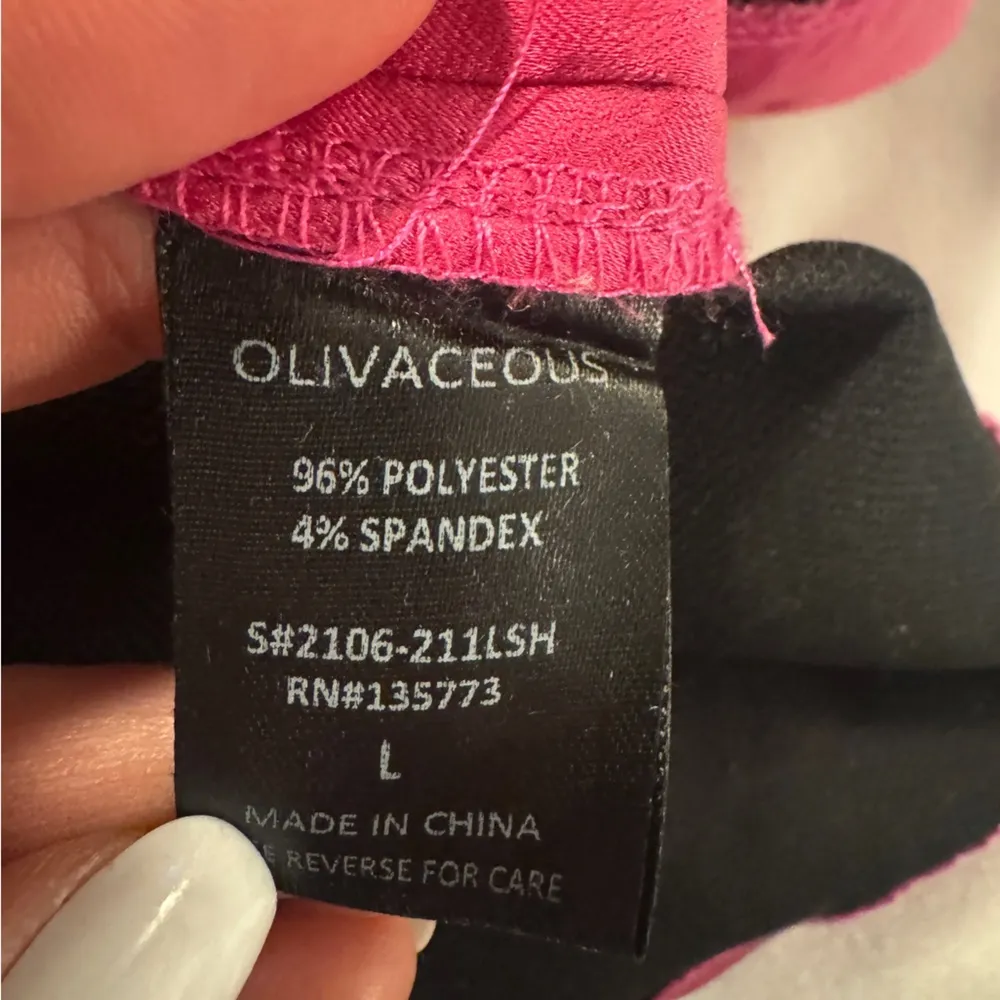 OLIVACEOUS
96% POLYESTER
4% SPANDEX
S#2106-211LSH
RN#135773
L
MADE IN CHINA
REVERSE FOR CARE